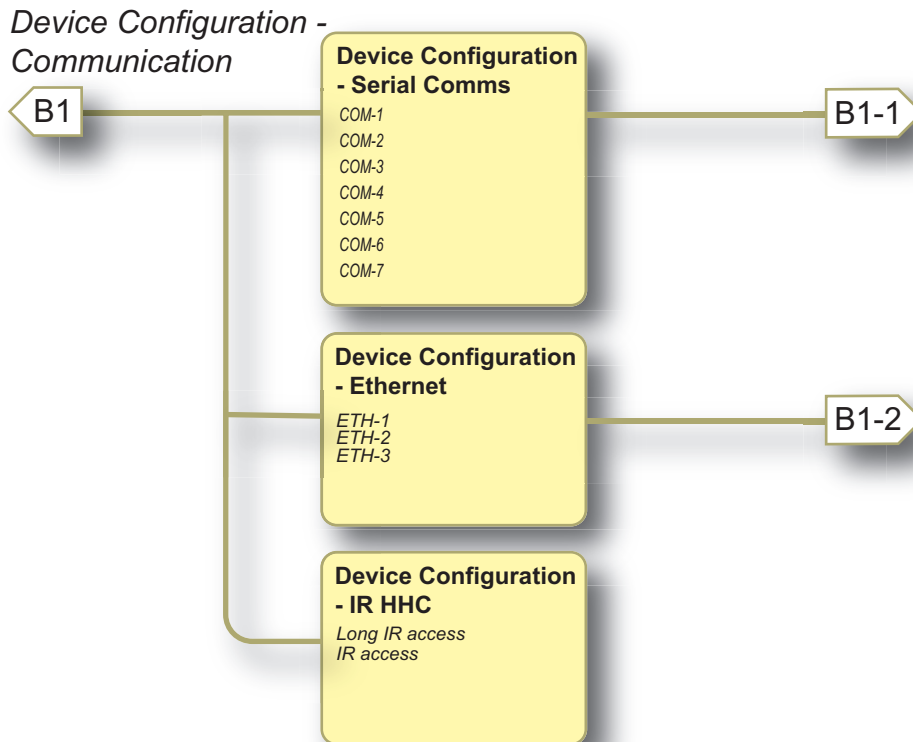 Device Configuration -
Communication
B1
Device Configuration
- Serial Comms
COM-1
COM-2
COM-3
COM-4
COM-5
COM-6
COM-7
B1-1
Device Configuration
- Ethernet
ETH-1
ETH-2
ETH-3
B1-2
Device Configuration
- IR HHC
Long IR access
IR access